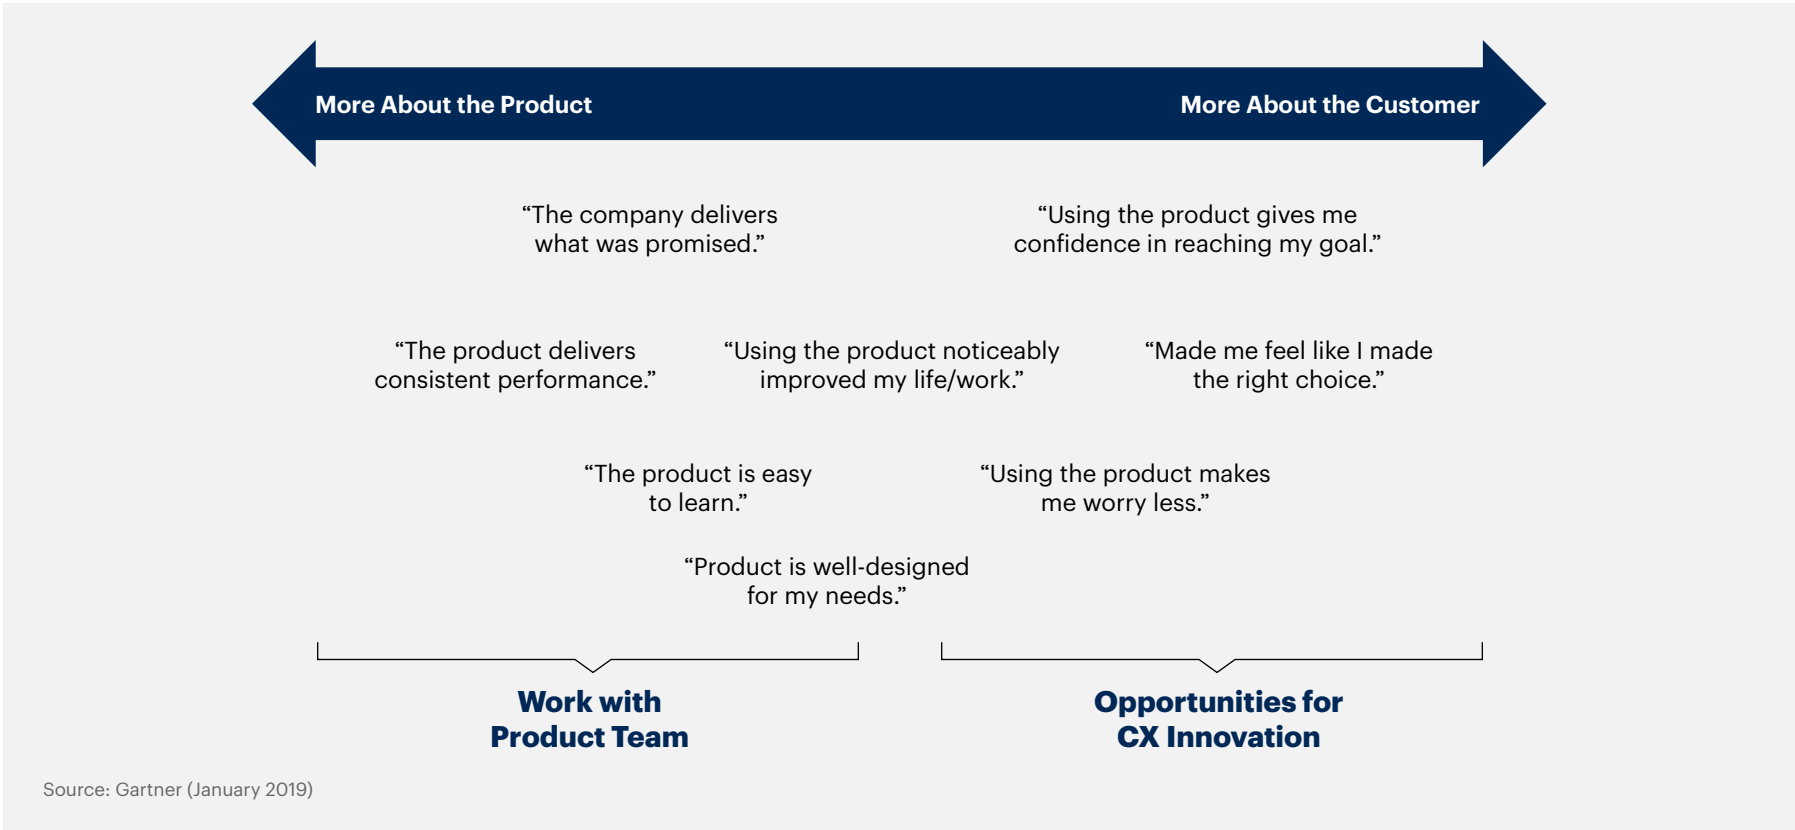 More About the Product
More About the Customer
“The company delivers
what was promised.”
“Using the product gives me
confidence in reaching my goal.”
“The product delivers
consistent performance.”
“Using the product noticeably
improved my life/work.”
“Made me feel like I made
the right choice.”
“The product is easy
to learn.”
“Using the product makes
me worry less.”
“Product is well-designed
for my needs.”
Work with
Product Team
Opportunities for
CX Innovation
Source: Gartner (January 2019)